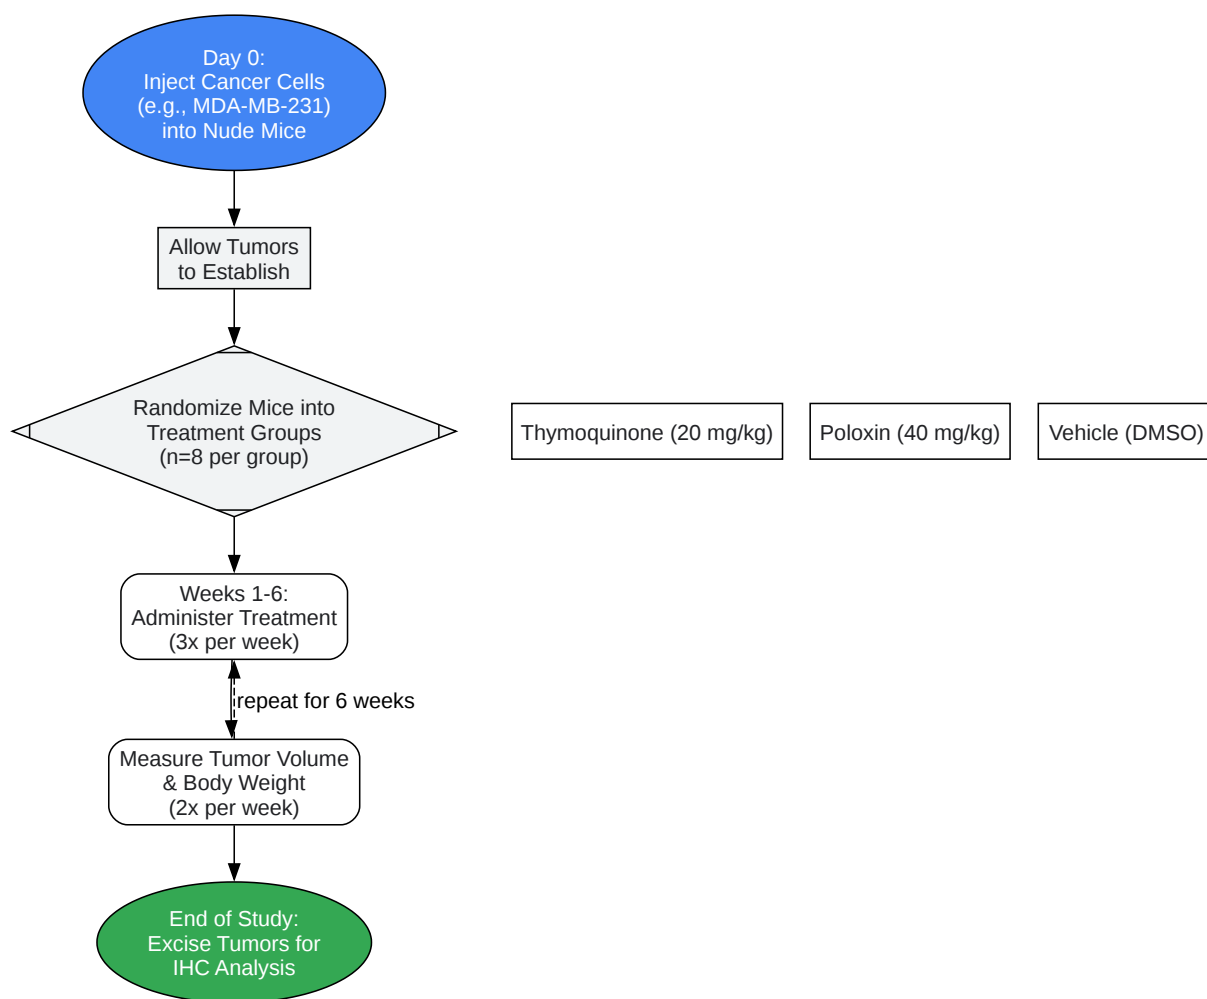 Day 0:
Inject Cancer Cells
(e.g., MDA-MB-231)
into Nude Mice
Allow Tumors
to Establish
Randomize Mice into
Treatment Groups
(n=8 per group)
Thymoquinone (20 mg/kg)
Poloxin (40 mg/kg)
Vehicle (DMSO)
Weeks 1-6:
Administer Treatment
(3x per week)
repeat for 6 weeks
Measure Tumor Volume
& Body Weight
(2x per week)
End of Study:
Excise Tumors for
IHC Analysis